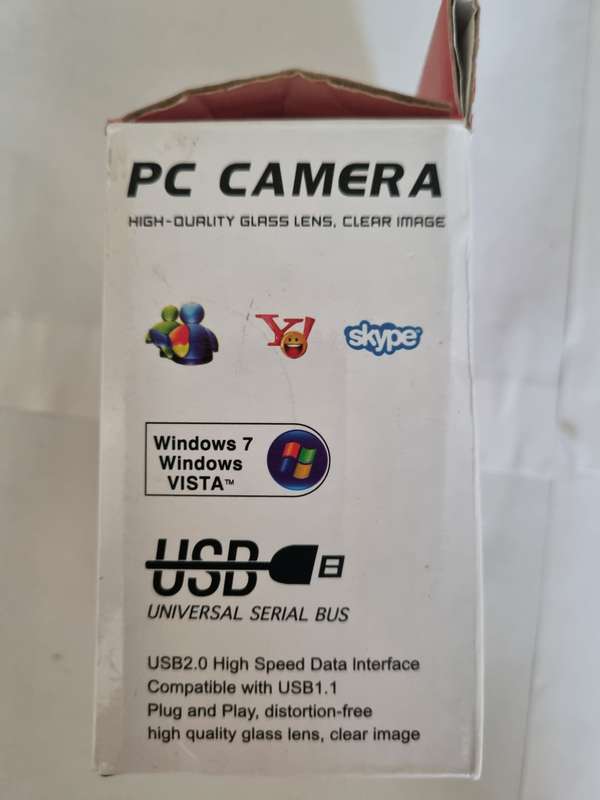 PC CAMERA
HIGH-QUALITY GLASS LENS, CLEAR IMAGE
Y! skype™
Windows 7
Windows
VISTA™
USB
UNIVERSAL SERIAL BUS
USB2.0 High Speed Data Interface
Compatible with USB1.1
Plug and Play, distortion-free
high quality glass lens, clear image